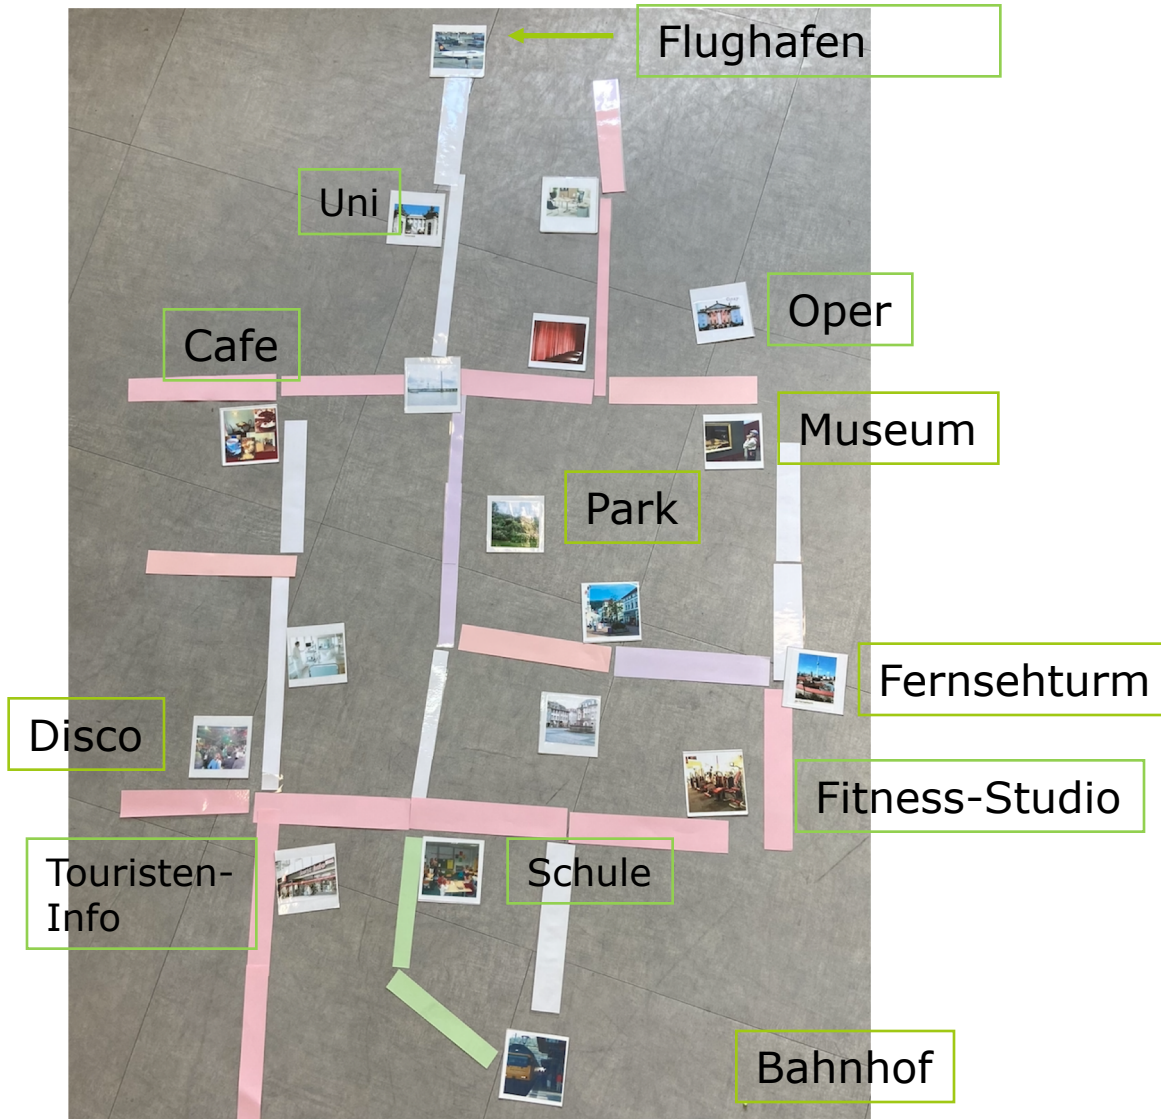 Flughafen
Uni
Oper
Cafe
Museum
Park
Fernsehturm
Disco
Fitness-Studio
Touristen-
Info
Schule
Bahnhof